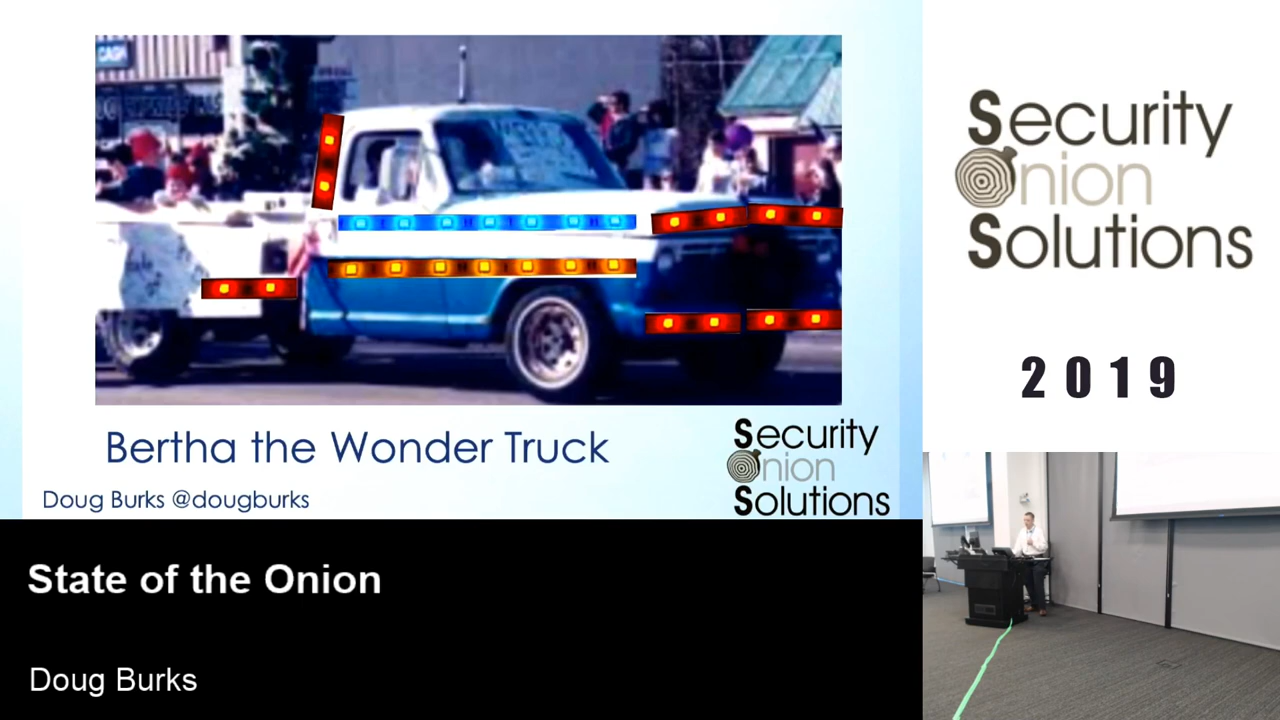 CASH
Bertha the Wonder Truck
Doug Burks @dougburks
Security
Onion
Solutions
State of the Onion
Doug Burks
Security
Onion
Solutions
2019